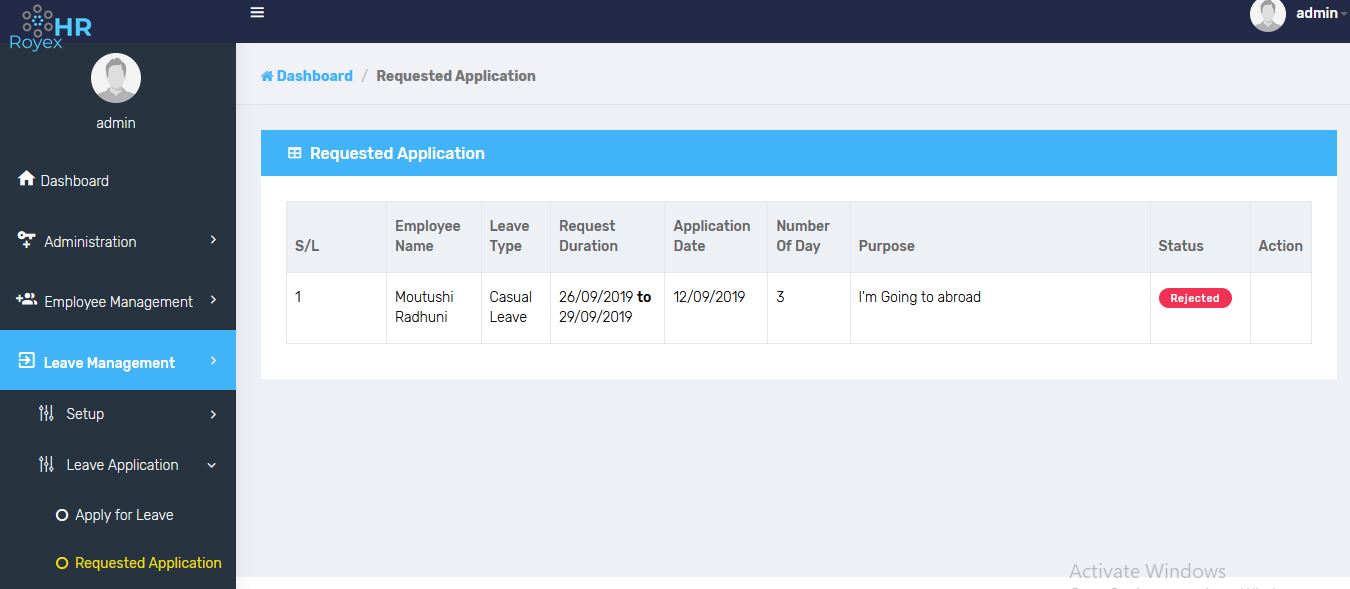 HR
Royex
admin
admin
Dashboard
Administration
Employee Management
Leave Management
Setup
Leave Application
Apply for Leave
Requested Application
Dashboard / Requested Application
Requested Application
S/L
Employee
Name
Leave
Type
Request
Duration
Application
Date
Number
Of Day
Purpose
Status
Action
1
Moutushi
Radhuni
Casual
Leave
26/09/2019 to
29/09/2019
12/09/2019
3
I'm Going to abroad
Rejected
Activate Windows